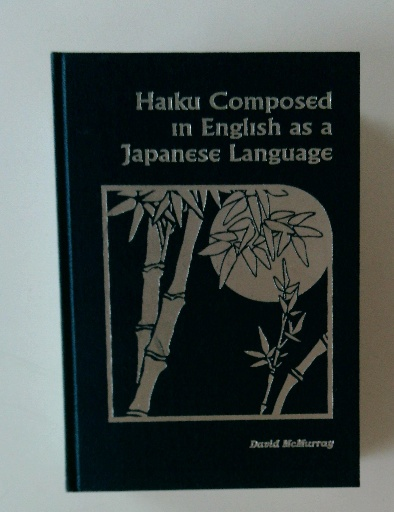 Haiku Composed
in English as a
Japanese Language
David McMurray